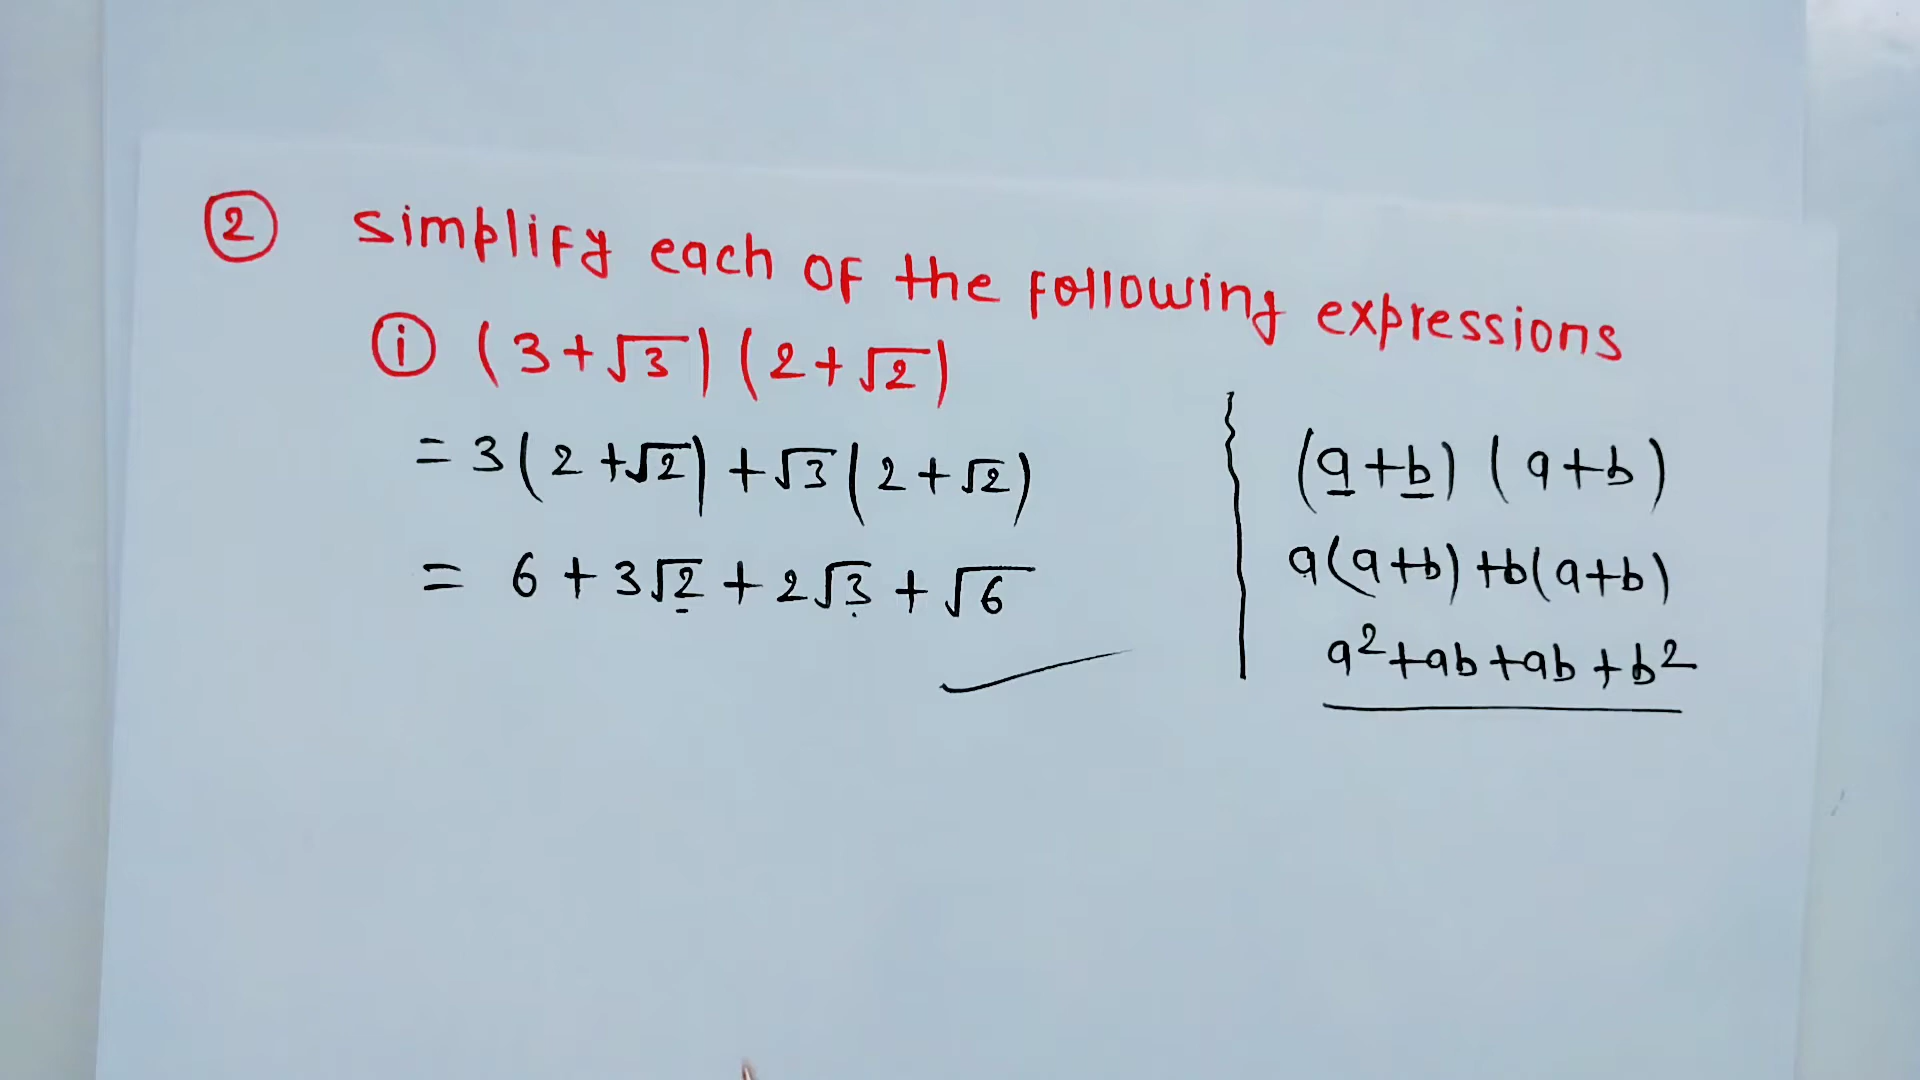 ② simplify each of the following expressions
ⓘ (3+√3) (2+√2)
= 3(2+√2) + √3(2+√2)
= 6 + 3√2 + 2√3 + √6
(a+b) (a+b)
a(a+b) + b(a+b)
a²+ab+ab+b²